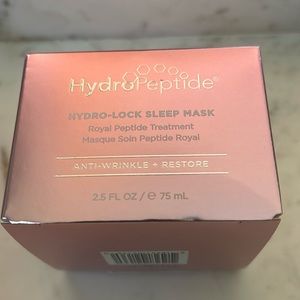 HydroPeptide®
HYDRO-LOCK SLEEP MASK
Royal Peptide Treatment
Masque Soin Peptide Royal
ANTI-WRINKLE + RESTORE
2.5 FL OZ / ℮ 75 mL